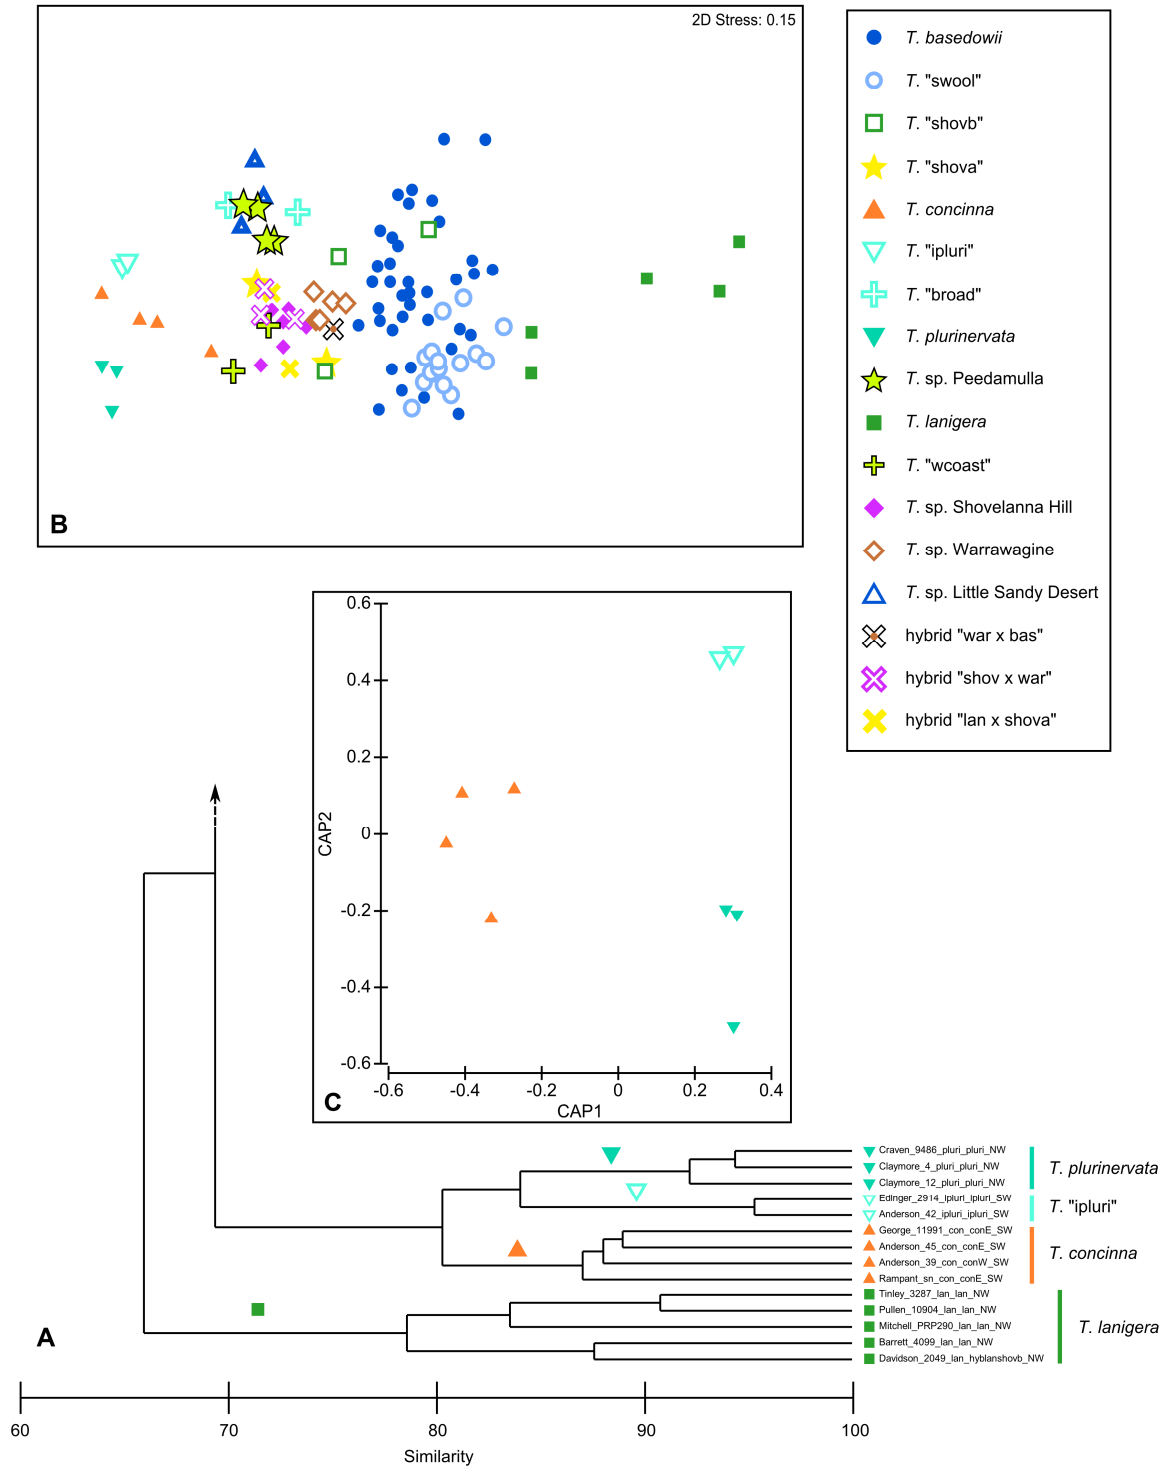 2D Stress: 0.15
B
T. basedowii
T. "swool"
T. "shovb"
T. "shova"
T. concinna
T. "ipluri"
T. "broad"
T. plurinervata
T. sp. Peedamulla
T. lanigera
T. "wcoast"
T. sp. Shovelanna Hill
T. sp. Warrawagine
T. sp. Little Sandy Desert
hybrid "war x bas"
hybrid "shov x war"
hybrid "lan x shova"
0.6
0.4
0.2
0
-0.2
-0.4
-0.6
CAP2
-0.6 -0.4 -0.2 0 0.2 0.4
CAP1
C
Craven_9486_pluri_pluri_NW
Claymore_4_pluri_pluri_NW
Claymore_12_pluri_pluri_NW
T. plurinervata
Edinger_2914_ipluri_ipluri_SW
Anderson_42_ipluri_ipluri_SW
T. "ipluri"
George_11991_con_conE_SW
Anderson_45_con_conE_SW
Anderson_39_con_conW_SW
Rampant_sn_con_conE_SW
T. concinna
Tinley_3287_lan_lan_NW
Pullen_10904_lan_lan_NW
Mitchell_PRP290_lan_lan_NW
Barrett_4099_lan_lan_NW
Davidson_2049_lan_hyblanshovb_NW
T. lanigera
A
60 70 80 90 100
Similarity